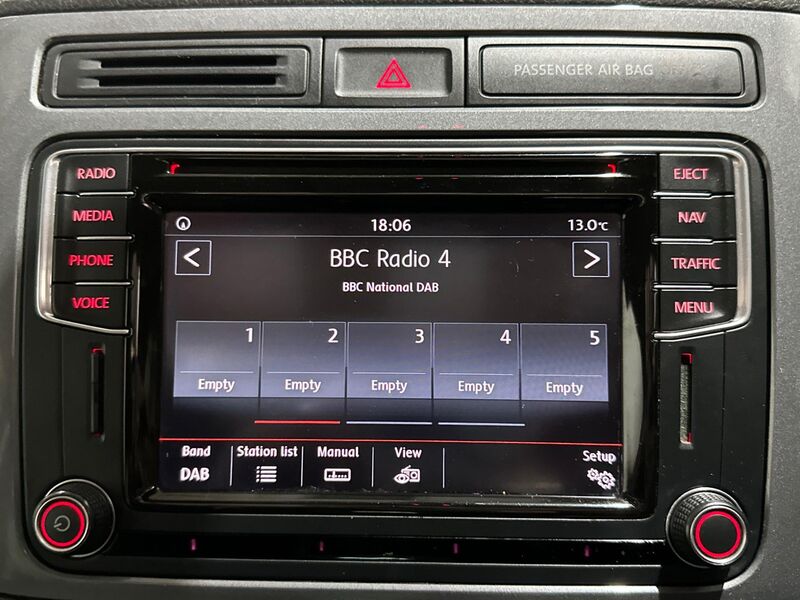 PASSENGER AIR BAG
RADIO
MEDIA
PHONE
VOICE
EJECT
NAV
TRAFFIC
MENU
18:06
13.0°C
<
BBC Radio 4
>
BBC National DAB
1
2
3
4
5
Empty
Empty
Empty
Empty
Empty
Band
Station list
Manual
View
Setup
DAB